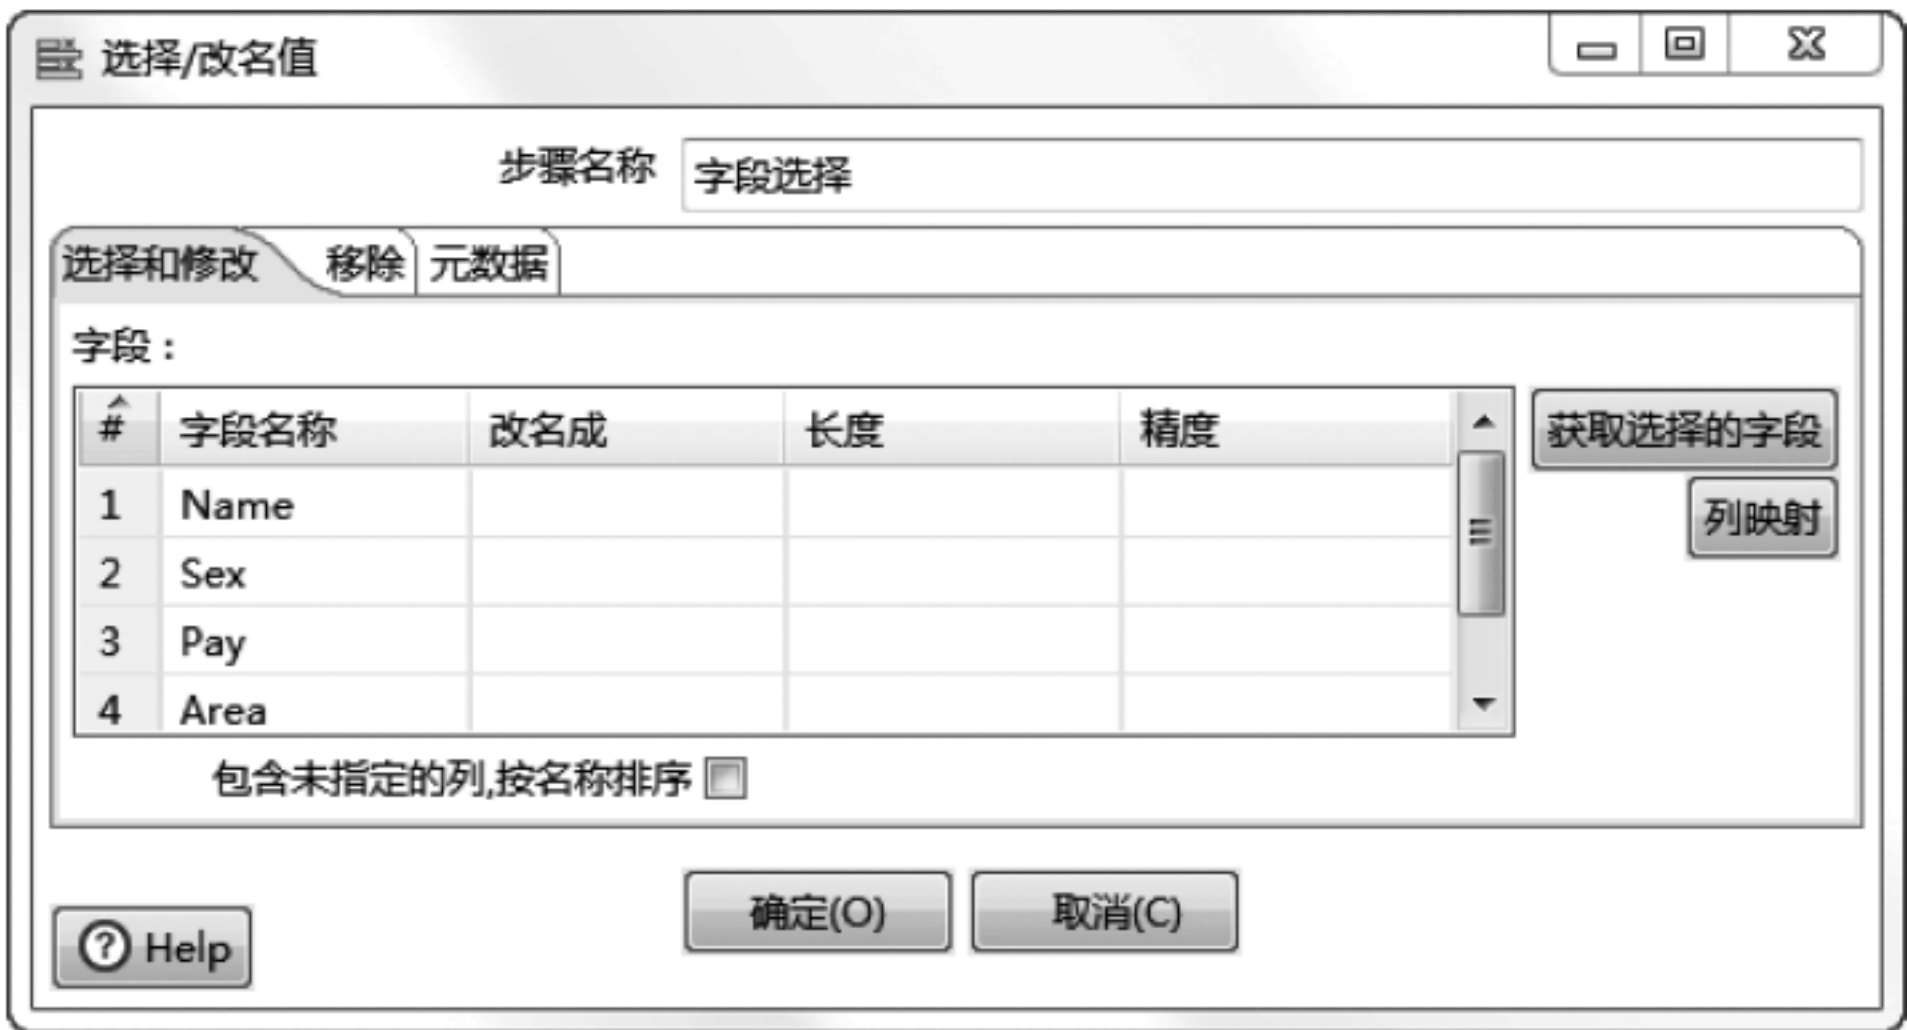 选择/改名值
步骤名称 字段选择
选择和修改 移除 元数据
字段：
# 字段名称 改名成 长度 精度
获取选择的字段
1 Name
列映射
2 Sex
3 Pay
4 Area
包含未指定的列,按名称排序
确定(O) 取消(C)
Help